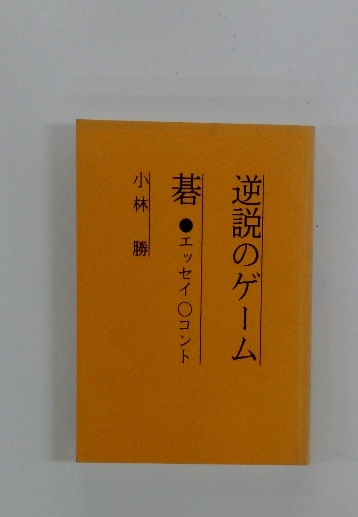 逆説のゲーム
碁●エッセイ○コント
小林 勝